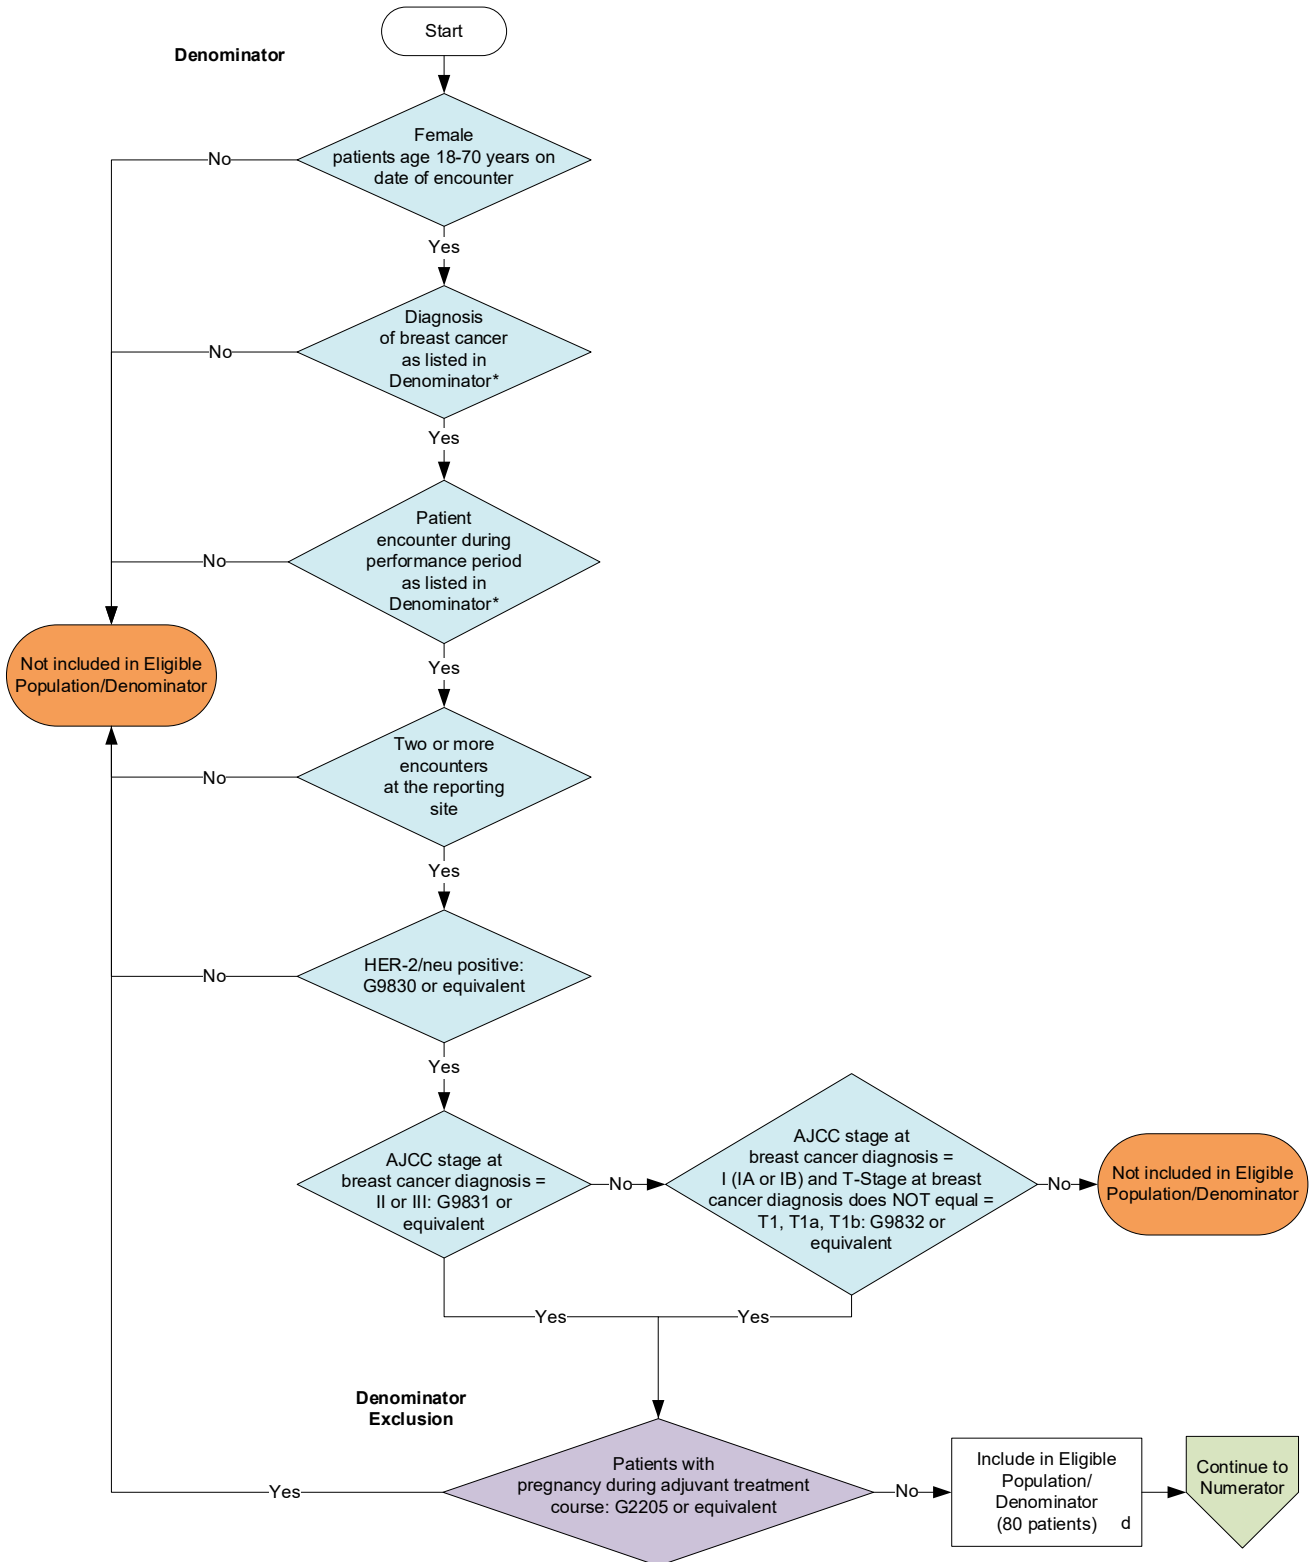 Start
Denominator
Female
patients age 18-70 years on
date of encounter
No
Yes
Diagnosis
of breast cancer
as listed in
Denominator*
No
Yes
Patient
encounter during
performance period
as listed in
Denominator*
No
Yes
Not included in Eligible
Population/Denominator
Two or more
encounters
at the reporting
site
No
Yes
HER-2/neu positive:
G9830 or equivalent
No
Yes
AJCC stage at
breast cancer diagnosis =
II or III: G9831 or
equivalent
No
AJCC stage at
breast cancer diagnosis =
I (IA or IB) and T-Stage at breast
cancer diagnosis does NOT equal =
T1, T1a, T1b: G9832 or
equivalent
No
Not included in Eligible
Population/Denominator
Yes
Yes
Denominator
Exclusion
Patients with
pregnancy during adjuvant treatment
course: G2205 or equivalent
Yes
No
Include in Eligible
Population/
Denominator
(80 patients) d
Continue to
Numerator